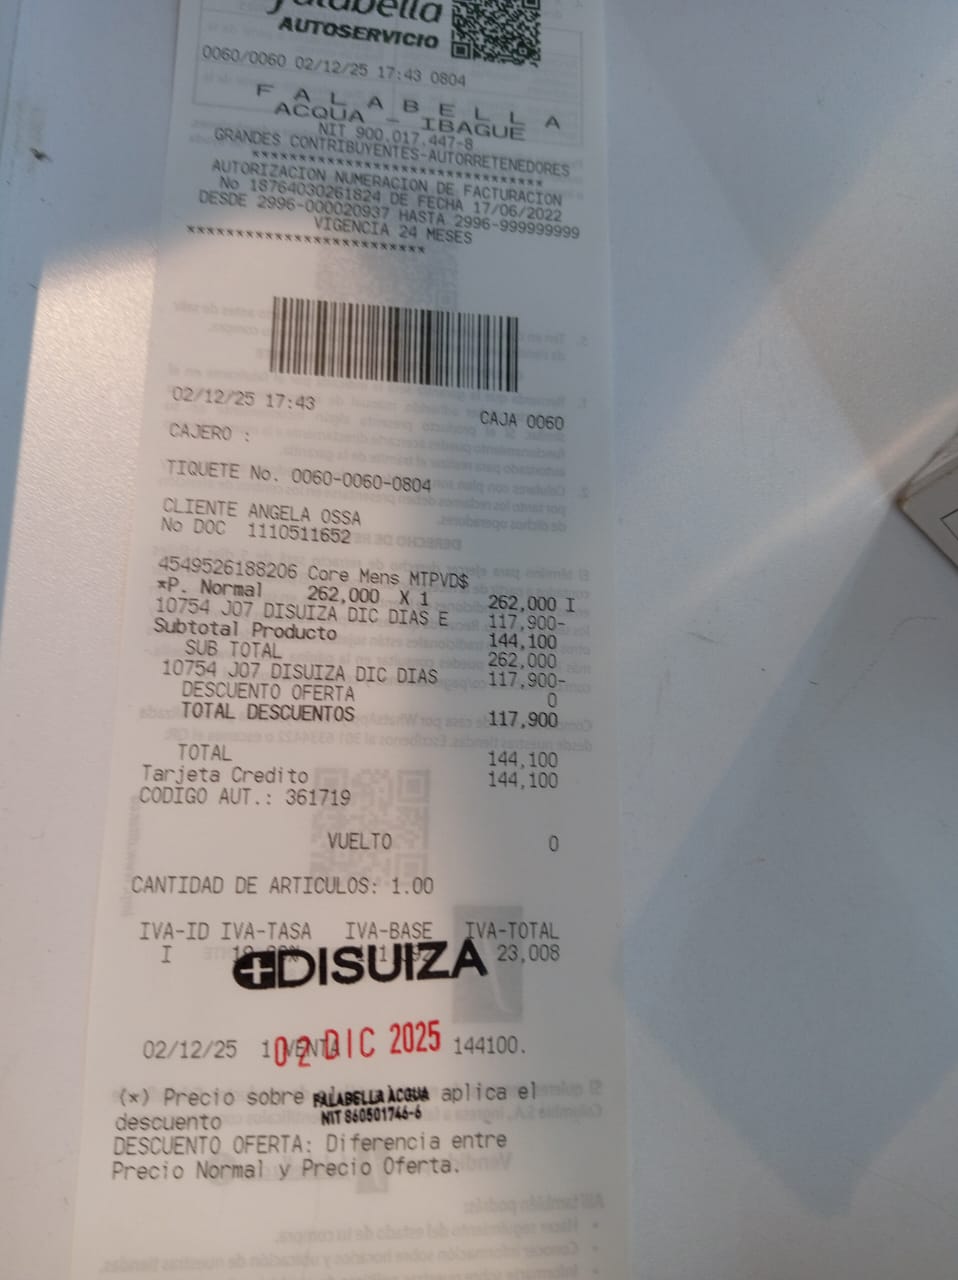 falabella
AUTOSERVICIO
0060/0060 02/12/25 17:43 0804
F A L A B E L L A
ACQUA - IBAGUE
NIT 900,017,447-8
GRANDES CONTRIBUYENTES-AUTORRETENEDORES
********************************
AUTORIZACION NUMERACION DE FACTURACION
No 18764030261824 DE FECHA 17/06/2022
DESDE 2996-000020937 HASTA 2996-999999999
VIGENCIA 24 MESES
**************************
02/12/25 17:43 CAJA 0060
CAJERO :
TIQUETE No. 0060-0060-0804
CLIENTE ANGELA OSSA
No DOC 1110511652
4549526188206 Core Mens MTPVD$
*P. Normal 262,000 X 1 262,000 I
10754 J07 DISUIZA DIC DIAS E 117,900-
Subtotal Producto 144,100
SUB TOTAL 262,000
10754 J07 DISUIZA DIC DIAS 117,900-
DESCUENTO OFERTA 0
TOTAL DESCUENTOS 117,900
TOTAL 144,100
Tarjeta Credito 144,100
CODIGO AUT.: 361719
VUELTO 0
CANTIDAD DE ARTICULOS: 1.00
IVA-ID IVA-TASA IVA-BASE IVA-TOTAL
I 23,008
DISUIZA
02/12/25 1 VENTA 144100.
02 DIC 2025
(*) Precio sobre aplica el
descuento
FALABELLA ÀCQUA
NIT 860501746-6
DESCUENTO OFERTA: Diferencia entre
Precio Normal y Precio Oferta.